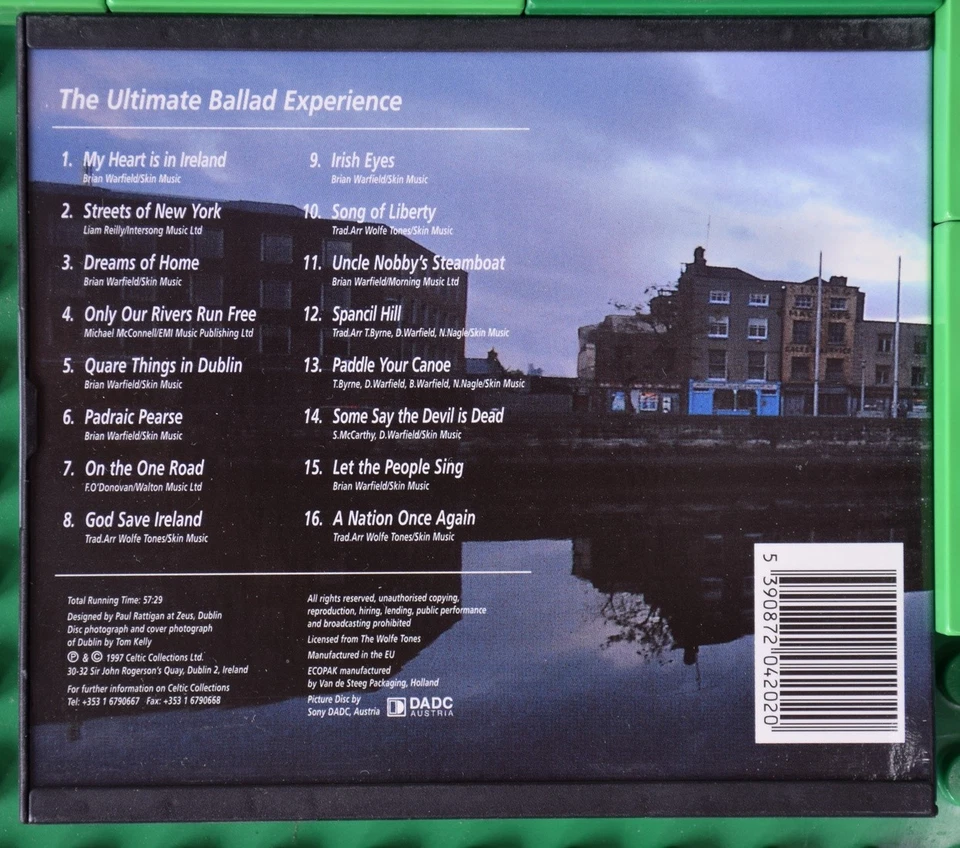 The Ultimate Ballad Experience
1. My Heart is in Ireland
Brian Warfield/Skin Music
2. Streets of New York
Liam Reilly/Intersong Music Ltd
3. Dreams of Home
Brian Warfield/Skin Music
4. Only Our Rivers Run Free
Michael McConnell/EMI Music Publishing Ltd
5. Quare Things in Dublin
Brian Warfield/Skin Music
6. Padraic Pearse
Brian Warfield/Skin Music
7. On the One Road
F.O'Donovan/Walton Music Ltd
8. God Save Ireland
Trad.Arr Wolfe Tones/Skin Music
9. Irish Eyes
Brian Warfield/Skin Music
10. Song of Liberty
Trad.Arr Wolfe Tones/Skin Music
11. Uncle Nobby's Steamboat
Brian Warfield/Morning Music Ltd
12. Spancil Hill
Trad.Arr T.Byrne, D.Warfield, N.Nagle/Skin Music
13. Paddle Your Canoe
T.Byrne, D.Warfield, B.Warfield, N.Nagle/Skin Music
14. Some Say the Devil is Dead
S.McCarthy, D.Warfield/Skin Music
15. Let the People Sing
Brian Warfield/Skin Music
16. A Nation Once Again
Trad.Arr Wolfe Tones/Skin Music
Total Running Time: 57:29
Designed by Paul Rattigan at Zeus, Dublin
Disc photograph and cover photograph
of Dublin by Tom Kelly
℗ & © 1997 Celtic Collections Ltd.
30-32 Sir John Rogerson's Quay, Dublin 2, Ireland
For further information on Celtic Collections
Tel: +353 1 6790667 Fax: +353 1 6790668
All rights reserved, unauthorised copying,
reproduction, hiring, lending, public performance
and broadcasting prohibited
Licensed from The Wolfe Tones
Manufactured in the EU
ECOPAK manufactured
by Van de Steeg Packaging, Holland
Picture Disc by
Sony DADC, Austria
DADC
AUSTRIA
5 390872 042020